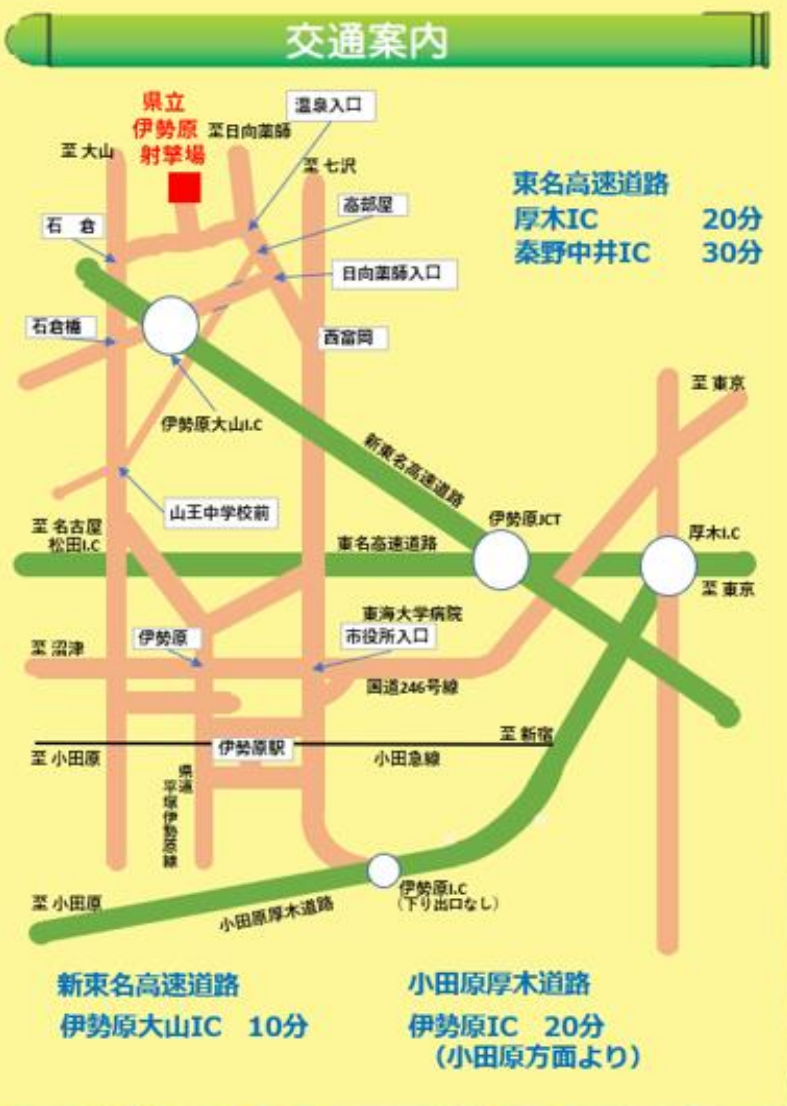 交通案内
県立
伊勢原
射撃場
至大山
至日向薬師
温泉入口
至七沢
高部屋
石 倉
日向薬師入口
石倉橋
西富岡
伊勢原大山I.C
東名高速道路
厚木IC 20分
秦野中井IC 30分
至東京
新東名高速道路
山王中学校前
伊勢原JCT
至名古屋
松田I.C
東名高速道路
厚木I.C
至東京
東海大学病院
伊勢原
市役所入口
至沼津
国道246号線
至新宿
伊勢原駅
至小田原
小田急線
県道
平塚伊勢原線
伊勢原I.C
(下り出口なし)
至小田原
小田原厚木道路
新東名高速道路
伊勢原大山IC 10分
小田原厚木道路
伊勢原IC 20分
(小田原方面より)